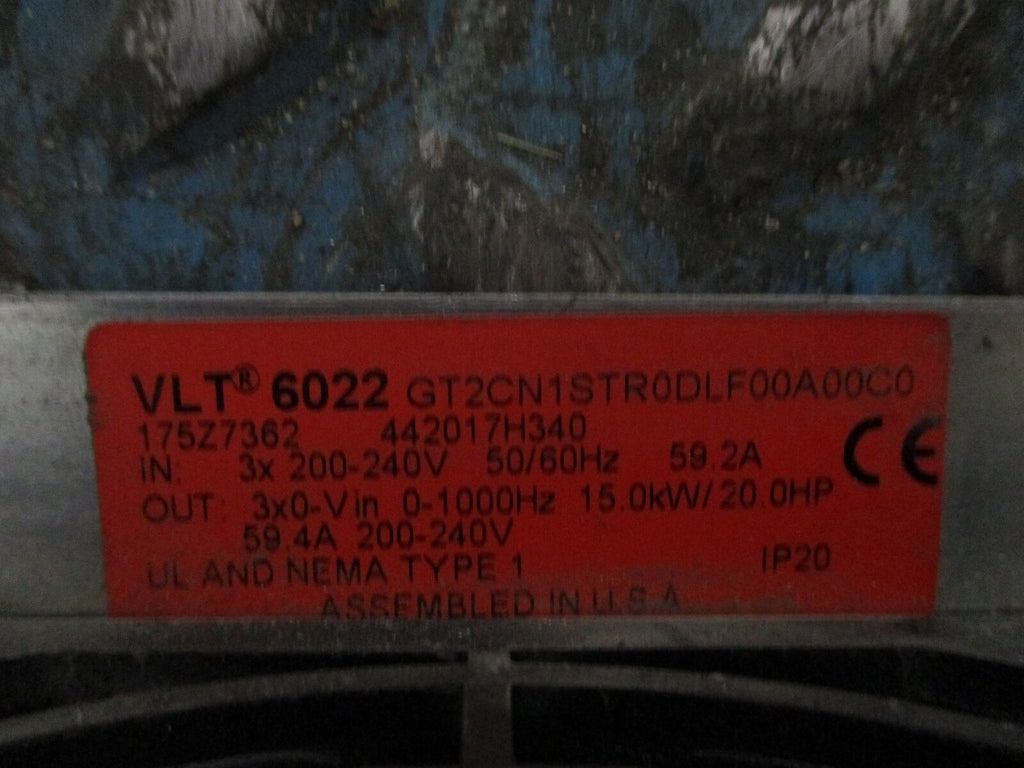 VLT® 6022 GT2CN1STR0DLF00A00C0
175Z7362 442017H340
IN: 3x 200-240V 50/60Hz 59.2A
CE
OUT: 3x0-Vin 0-1000Hz 15.0kW/20.0HP
59.4A 200-240V
UL AND NEMA TYPE 1 IP20
ASSEMBLED IN U.S.A